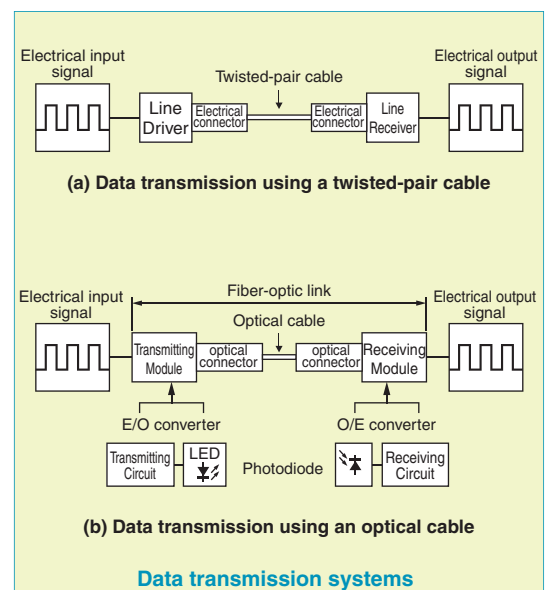 Electrical input
signal
Twisted-pair cable
Electrical output
signal
Line
Driver
Electrical
connector
Electrical
connector
Line
Receiver
(a) Data transmission using a twisted-pair cable
Electrical input
signal
Fiber-optic link
Optical cable
Electrical output
signal
Transmitting
Module
optical
connector
optical
connector
Receiving
Module
E/O converter
O/E converter
Transmitting
Circuit
LED
Photodiode
Receiving
Circuit
(b) Data transmission using an optical cable
Data transmission systems